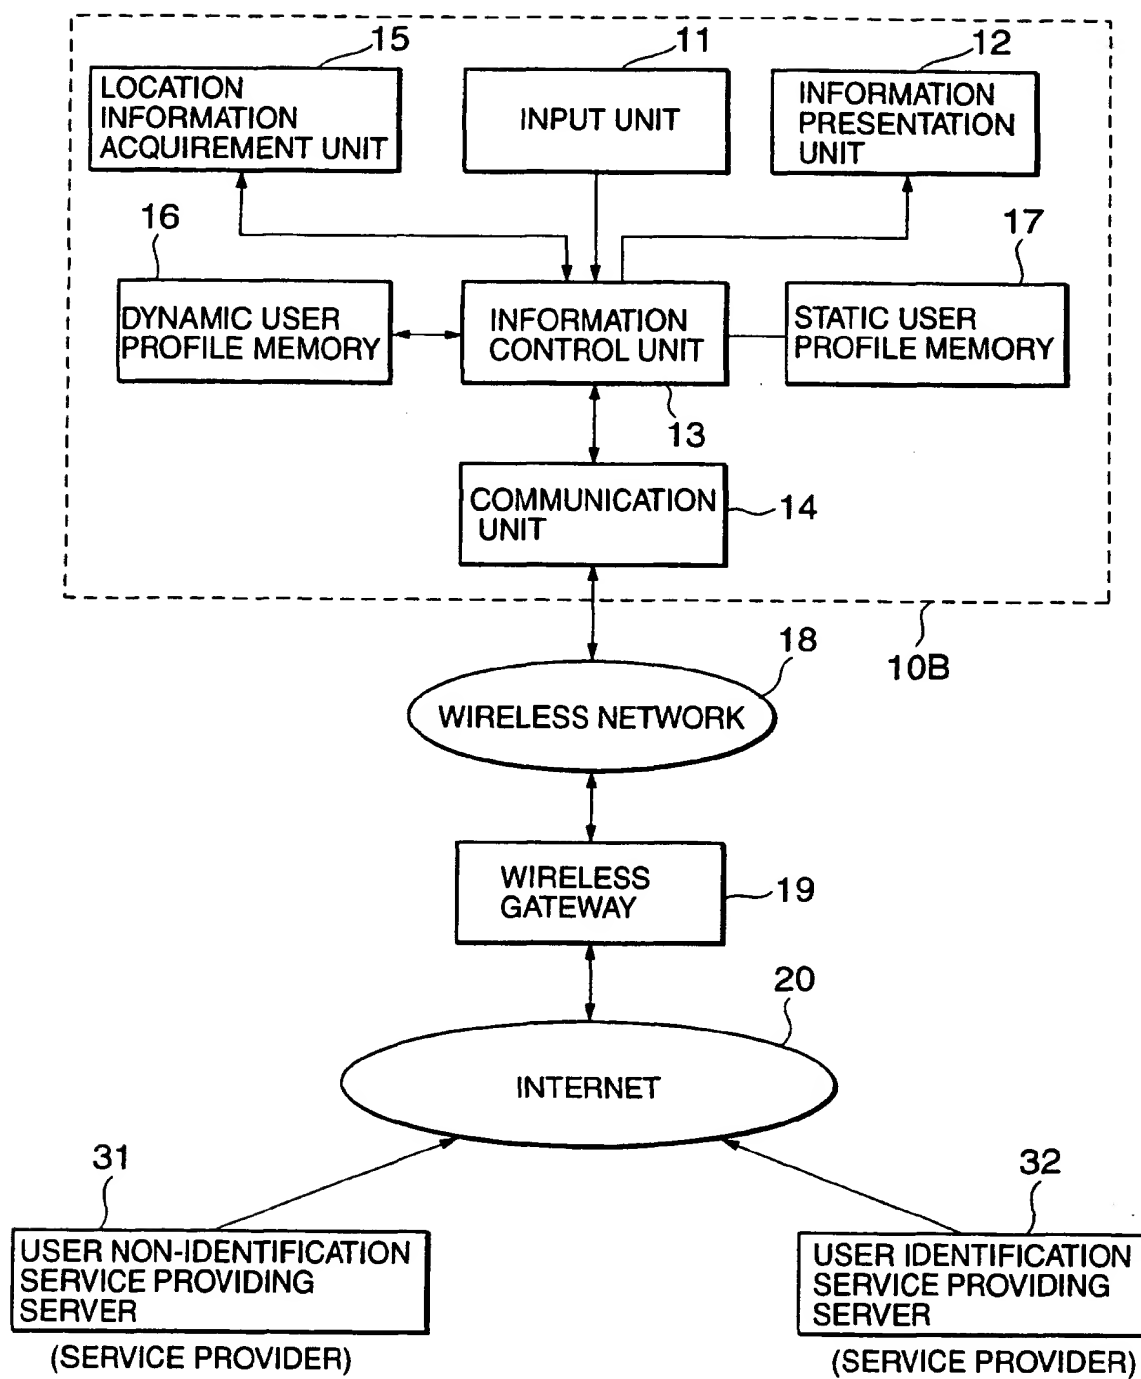 15
11
12
LOCATION
INFORMATION
ACQUIREMENT UNIT
INPUT UNIT
INFORMATION
PRESENTATION
UNIT
16
17
DYNAMIC USER
PROFILE MEMORY
INFORMATION
CONTROL UNIT
STATIC USER
PROFILE MEMORY
13
COMMUNICATION
UNIT
14
10B
18
WIRELESS NETWORK
WIRELESS
GATEWAY
19
20
INTERNET
31
32
USER NON-IDENTIFICATION
SERVICE PROVIDING
SERVER
(SERVICE PROVIDER)
USER IDENTIFICATION
SERVICE PROVIDING
SERVER
(SERVICE PROVIDER)